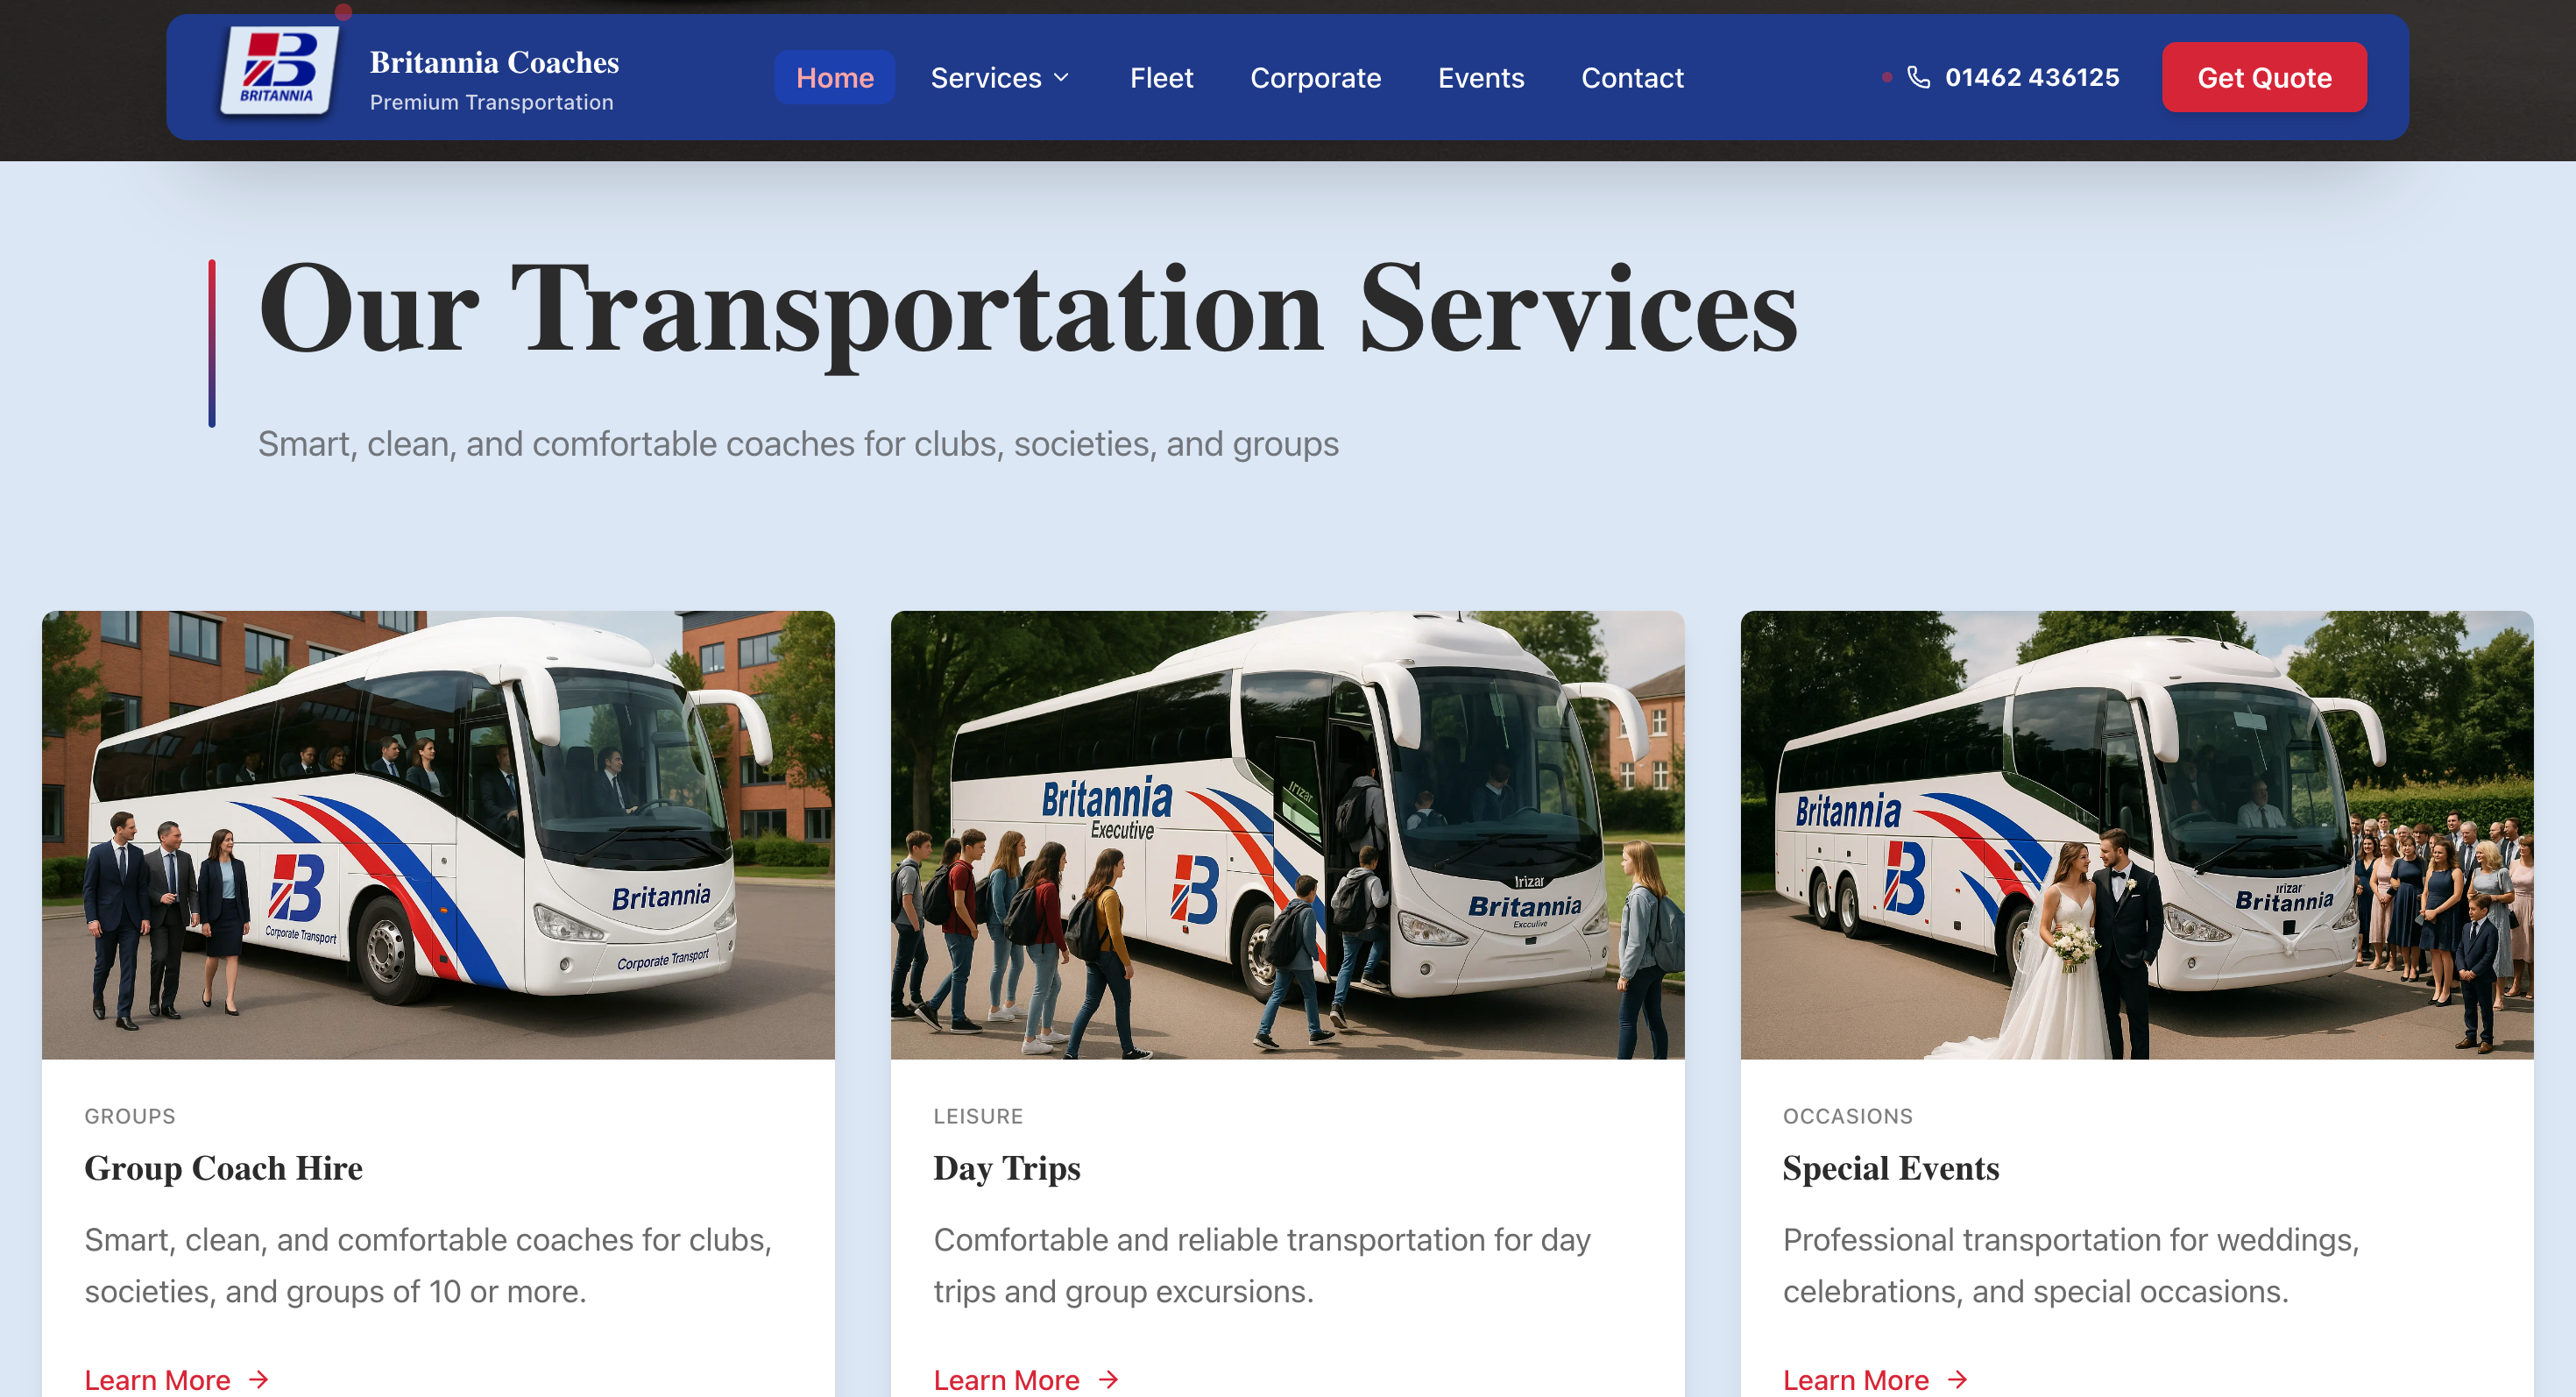 BRITANNIA
Britannia Coaches
Premium Transportation
Home
Services
Fleet
Corporate
Events
Contact
01462 436125
Get Quote
Our Transportation Services
Smart, clean, and comfortable coaches for clubs, societies, and groups
B
Corporate Transport
Britannia
Corporate Transport
Britannia
Executive
B
Irizar
Irizar
Britannia
Executive
Britannia
B
Irizar
Britannia
GROUPS
Group Coach Hire
Smart, clean, and comfortable coaches for clubs,
societies, and groups of 10 or more.
Learn More
LEISURE
Day Trips
Comfortable and reliable transportation for day
trips and group excursions.
Learn More
OCCASIONS
Special Events
Professional transportation for weddings,
celebrations, and special occasions.
Learn More